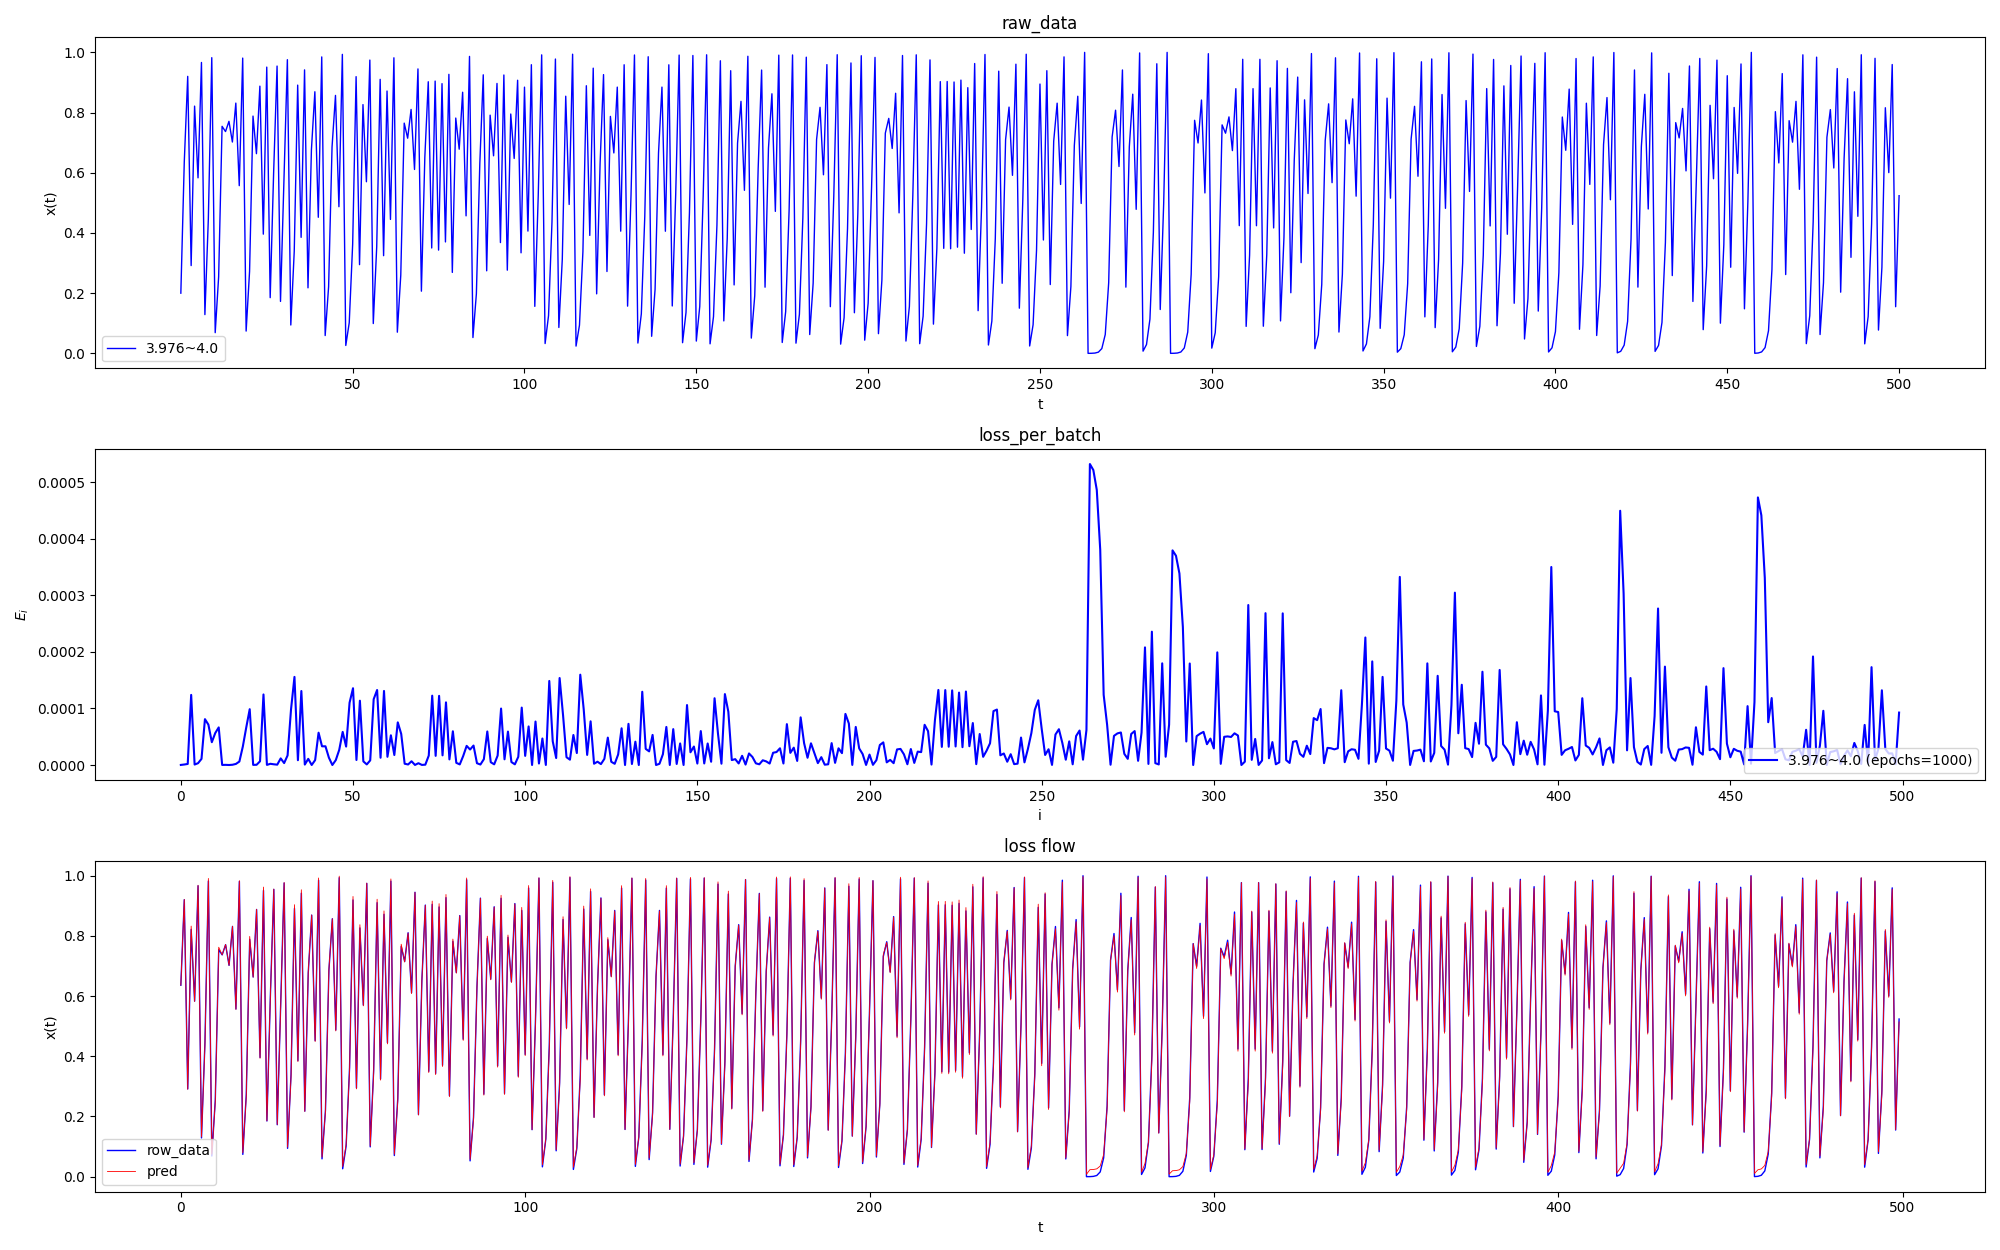 raw_data
1.0
0.8
0.6
0.4
0.2
0.0
x(t)
3.976~4.0
50 100 150 200 250 300 350 400 450 500
t
loss_per_batch
0.0005
0.0004
0.0003
0.0002
0.0001
0.0000
E_i
3.976~4.0 (epochs=1000)
0 50 100 150 200 250 300 350 400 450 500
i
loss flow
1.0
0.8
0.6
0.4
0.2
0.0
x(t)
row_data
pred
0 100 200 300 400 500
t